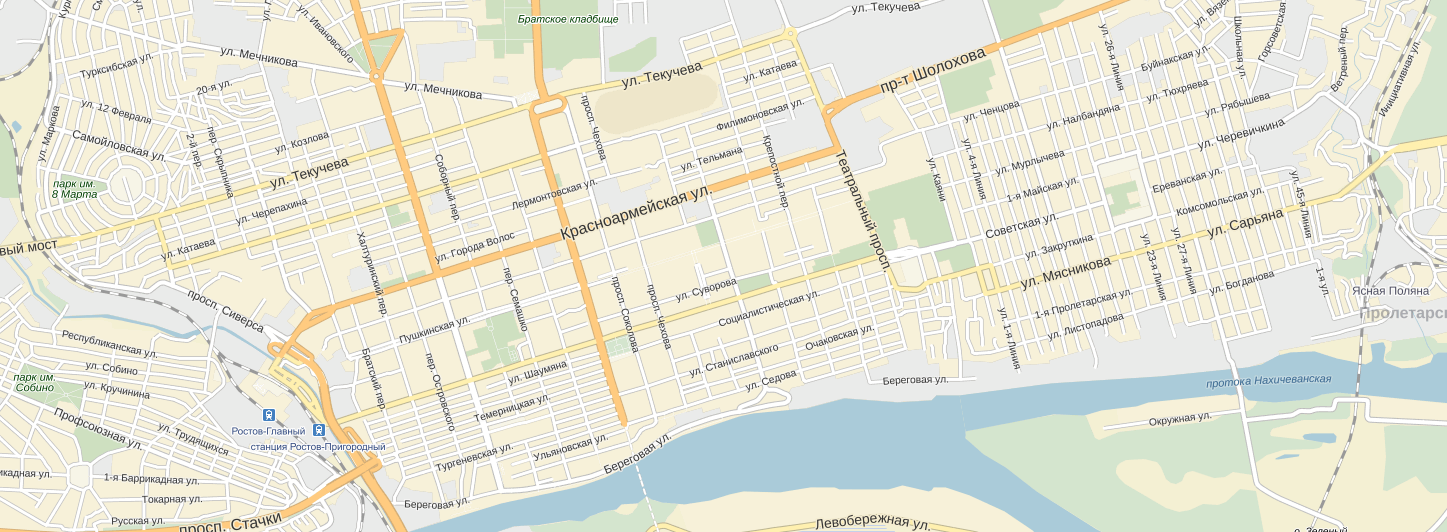 Братское кладбище
ул. Текучева
ул. Ивановского
ул. Мечникова
Турксибская ул.
20-я ул.
ул. Мечникова
ул. Текучева
ул. Катаева
пр-т Шолохова
ул. 26-я Линия
Буйнакская ул.
Школьная ул.
Горсоветская
Ветреный пер.
Инициативная ул.
ул. Тюхряева
ул. Рябышева
ул. 12 Февраля
ул. Маркова
Самойловская ул.
2-й пер.
пер. Скрыпника
ул. Козлова
просп. Чехова
Филимоновская ул.
ул. Ченцова
ул. Налбандяна
ул. Черевичкина
парк им.
8 Марта
ул. Текучева
Соборный пер.
ул. Тельмана
Крепостной пер.
Театральный просп.
ул. Каяни
ул. 4-я Линия
ул. Мурлычева
1-я Майская ул.
Ереванская ул.
Комсомольская ул.
ул. 45-я Линия
ул. Черепахина
Лермонтовская ул.
Красноармейская ул.
Советская ул.
ул. Сарьяна
вый мост
ул. Катаева
ул. Города Волос
Халтуринский пер.
ул. Закруткина
ул. 23-я Линия
ул. 27-я Линия
пер. Семашко
просп. Соколова
просп. Чехова
ул. Суворова
ул. Мясникова
ул. Богданова
1-я ул.
Ясная Поляна
Пролетарс
просп. Сиверса
Пушкинская ул.
Социалистическая ул.
1-я Пролетарская ул.
ул. Листопадова
ул. 1-я Линия
Республиканская ул.
ул. Собино
ул. Кручинина
парк им.
Собино
Братский пер.
пер. Островского
ул. Шаумяна
ул. Станиславского
Очаковская ул.
ул. Седова
Береговая ул.
протока Нахичеванская
Темерницкая ул.
Окружная ул.
Профсоюзная ул.
ул. Трудящихся
Ростов-Главный
станция Ростов-Пригородный
Ульяновская ул.
Тургеневская ул.
Береговая ул.
икадная ул.
1-я Баррикадная ул.
Токарная ул.
Русская ул.
просп. Стачки
Береговая ул.
Левобережная ул.
о. Зеленый